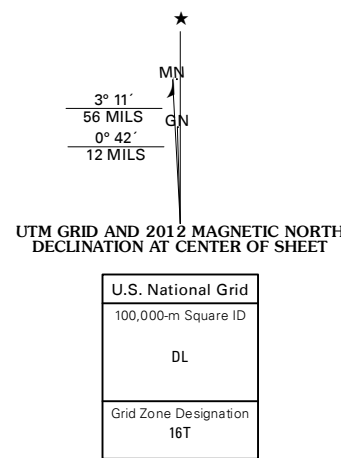 ★
MN
3° 11´
56 MILS
GN
0° 42´
12 MILS
UTM GRID AND 2012 MAGNETIC NORTH
DECLINATION AT CENTER OF SHEET
U.S. National Grid
100,000-m Square ID
DL
Grid Zone Designation
16T